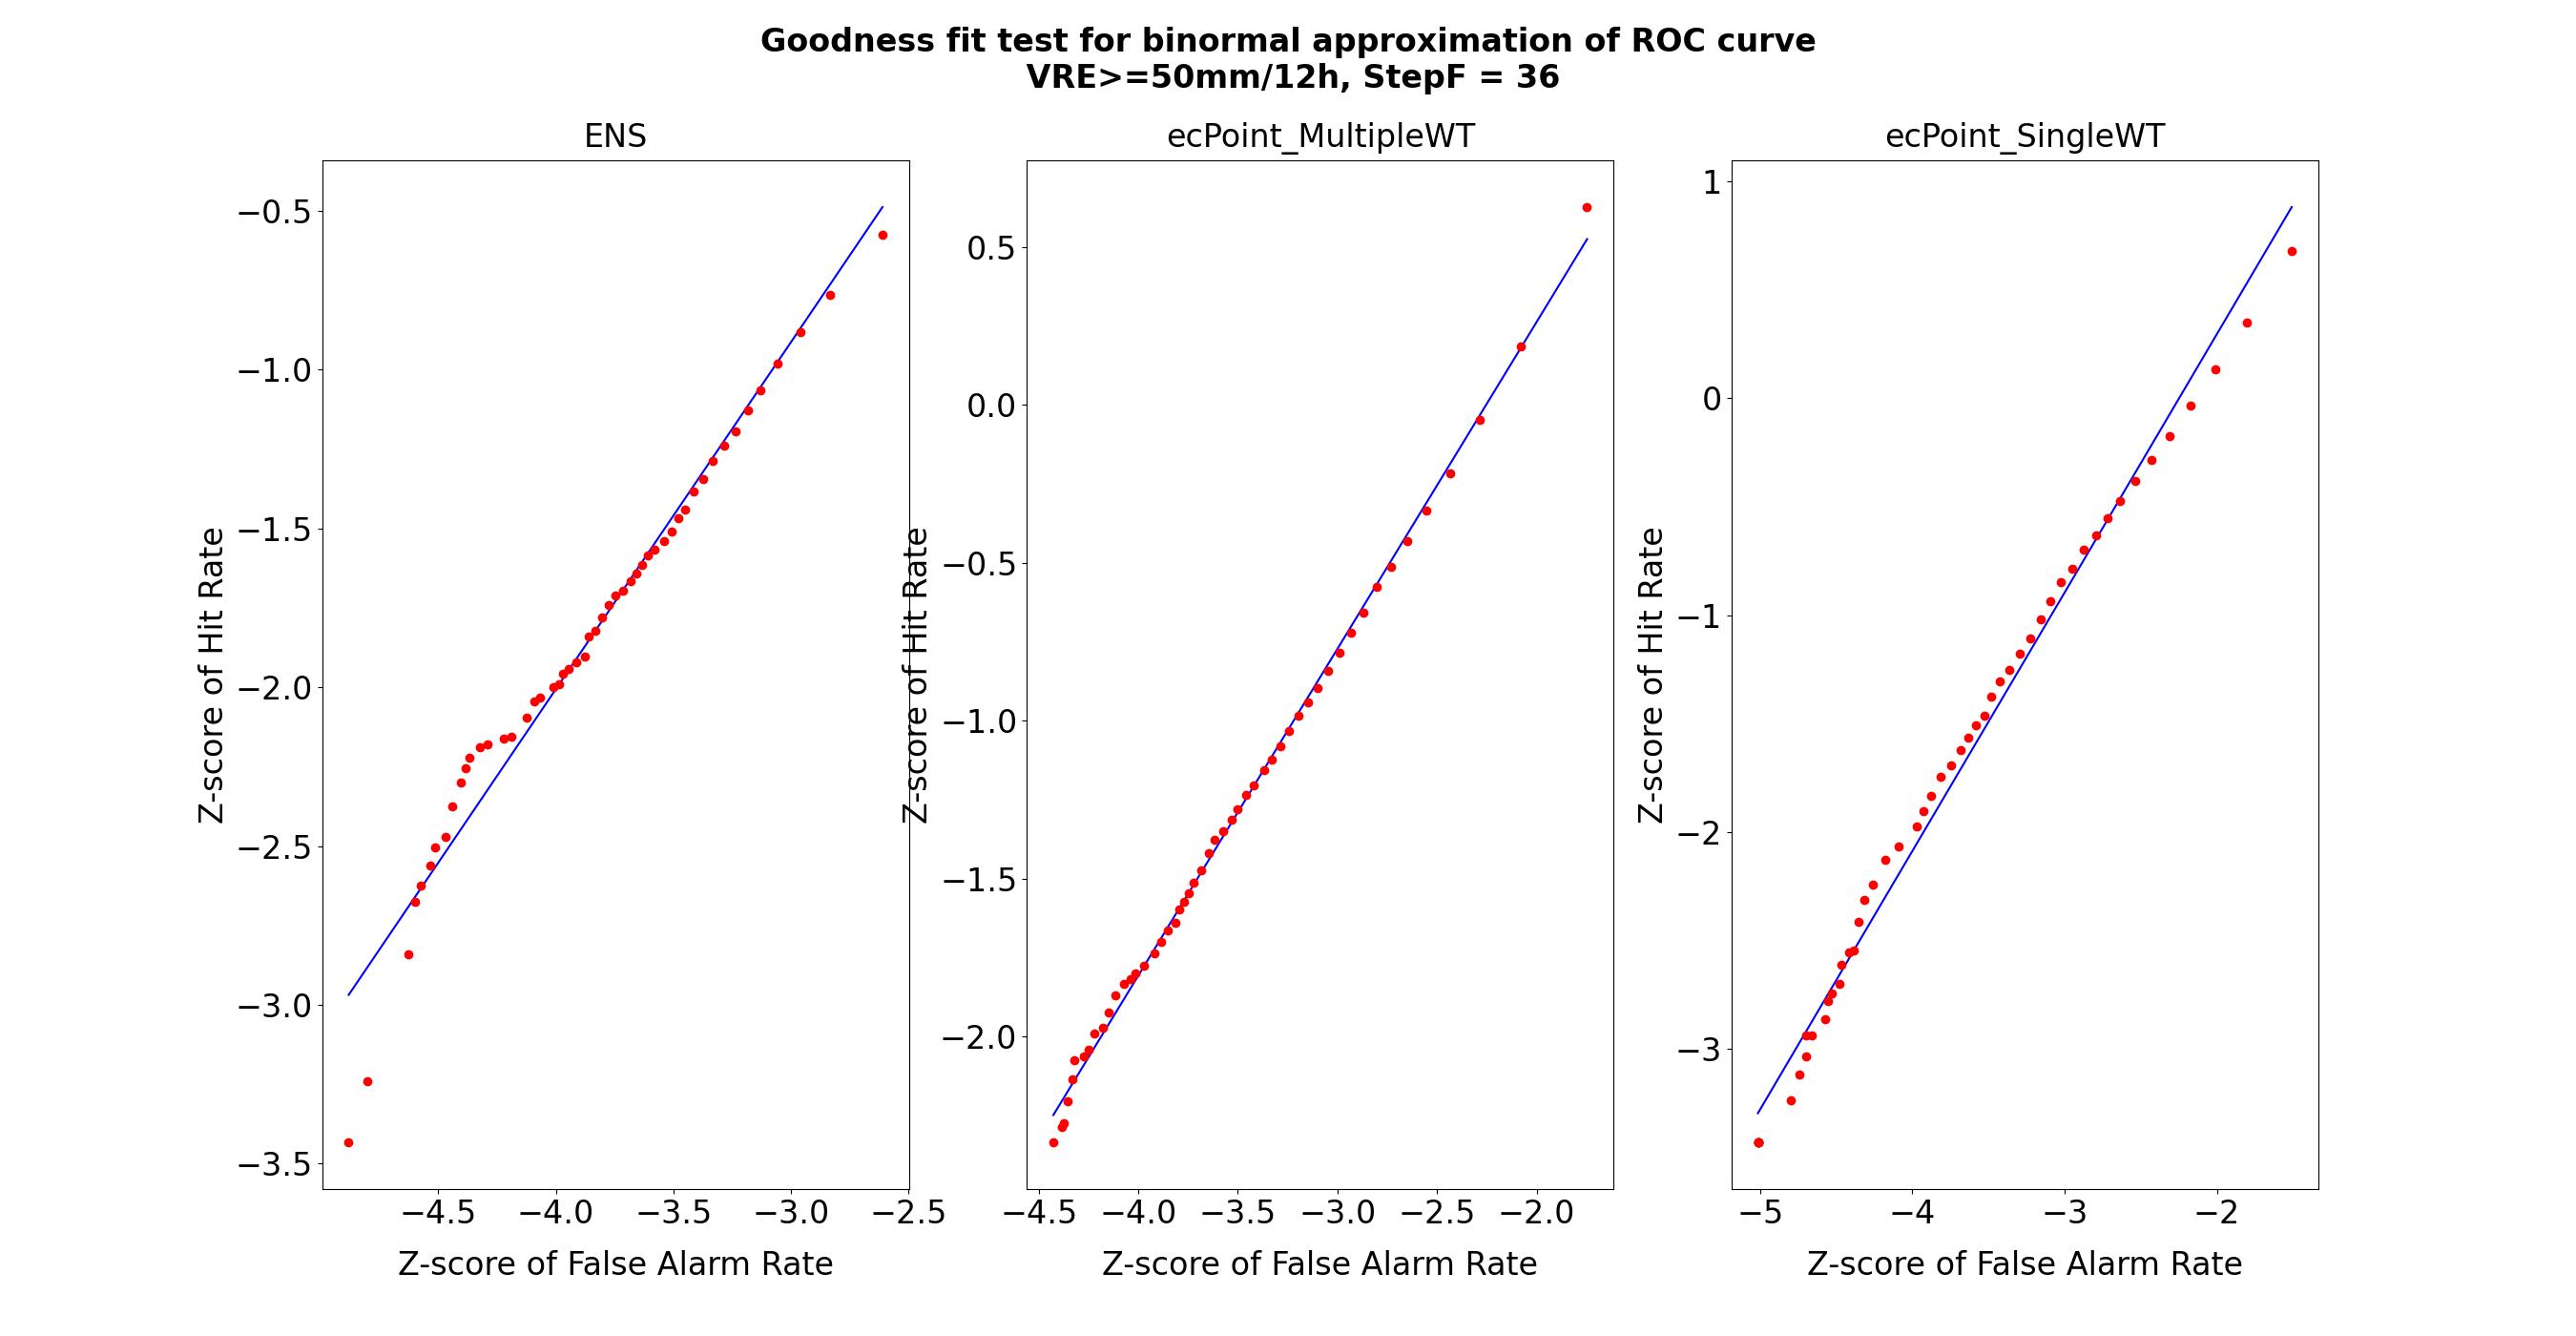 Goodness fit test for binormal approximation of ROC curve
VRE>=50mm/12h, StepF = 36
ENS
−0.5
−1.0
−1.5
−2.0
−2.5
−3.0
−3.5
Z-score of Hit Rate
−4.5 −4.0 −3.5 −3.0 −2.5
Z-score of False Alarm Rate
ecPoint_MultipleWT
0.5
0.0
−0.5
−1.0
−1.5
−2.0
Z-score of Hit Rate
−4.5 −4.0 −3.5 −3.0 −2.5 −2.0
Z-score of False Alarm Rate
ecPoint_SingleWT
1
0
−1
−2
−3
Z-score of Hit Rate
−5 −4 −3 −2
Z-score of False Alarm Rate